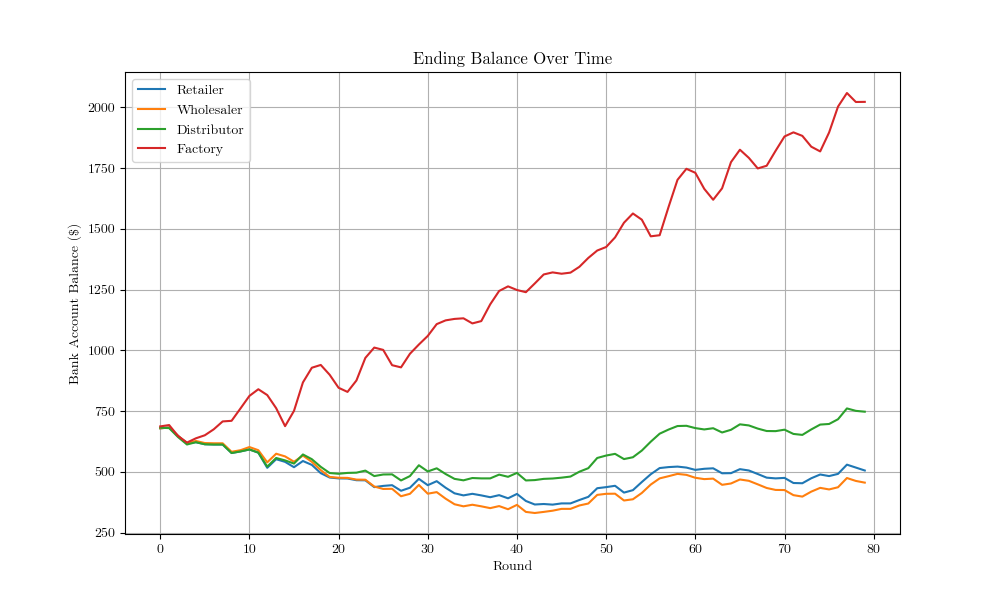 Ending Balance Over Time
Retailer
Wholesaler
Distributor
Factory
Bank Account Balance ($)
2000
1750
1500
1250
1000
750
500
250
0 10 20 30 40 50 60 70 80
Round